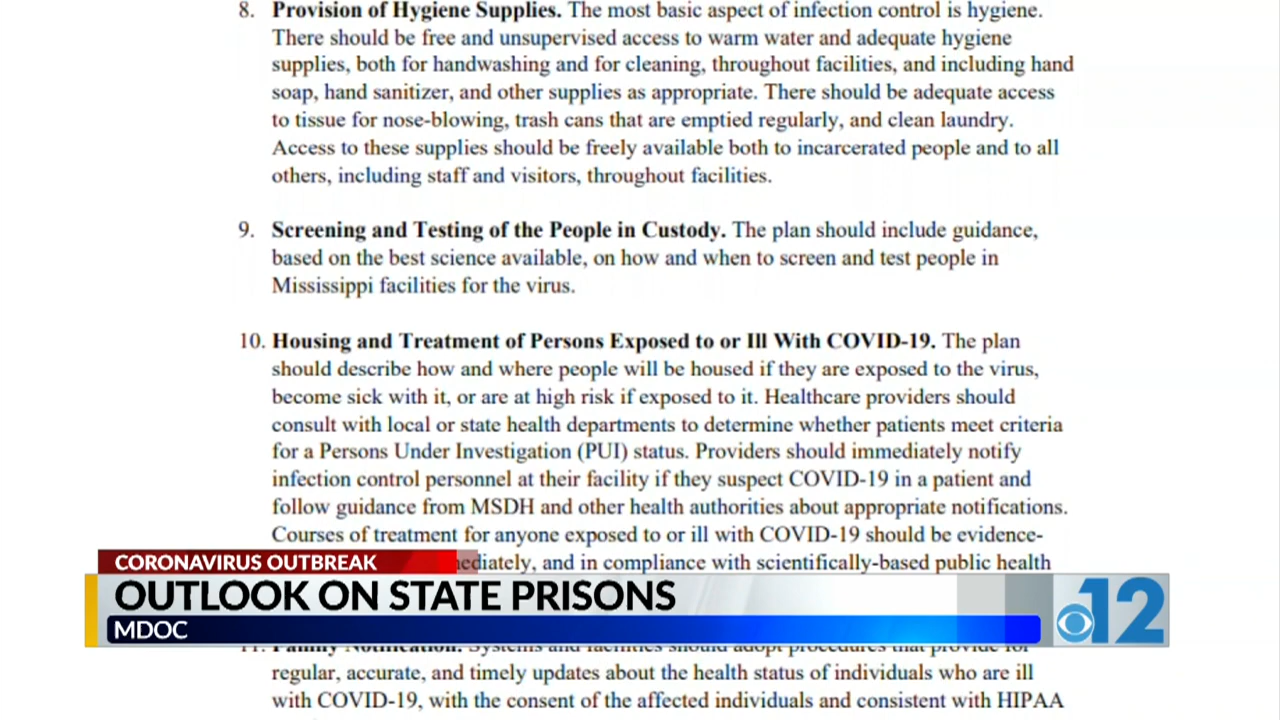 8. Provision of Hygiene Supplies. The most basic aspect of infection control is hygiene.
There should be free and unsupervised access to warm water and adequate hygiene
supplies, both for handwashing and for cleaning, throughout facilities, and including hand
soap, hand sanitizer, and other supplies as appropriate. There should be adequate access
to tissue for nose-blowing, trash cans that are emptied regularly, and clean laundry.
Access to these supplies should be freely available both to incarcerated people and to all
others, including staff and visitors, throughout facilities.
9. Screening and Testing of the People in Custody. The plan should include guidance,
based on the best science available, on how and when to screen and test people in
Mississippi facilities for the virus.
10. Housing and Treatment of Persons Exposed to or Ill With COVID-19. The plan
should describe how and where people will be housed if they are exposed to the virus,
become sick with it, or are at high risk if exposed to it. Healthcare providers should
consult with local or state health departments to determine whether patients meet criteria
for a Persons Under Investigation (PUI) status. Providers should immediately notify
infection control personnel at their facility if they suspect COVID-19 in a patient and
follow guidance from MSDH and other health authorities about appropriate notifications.
Courses of treatment for anyone exposed to or ill with COVID-19 should be evidence-
and in compliance with scientifically-based public health
CORONAVIRUS OUTBREAK
OUTLOOK ON STATE PRISONS
12
MDOC
11. Family Notification. Systems and facilities should adopt procedures that provide for
regular, accurate, and timely updates about the health status of individuals who are ill
with COVID-19, with the consent of the affected individuals and consistent with HIPAA